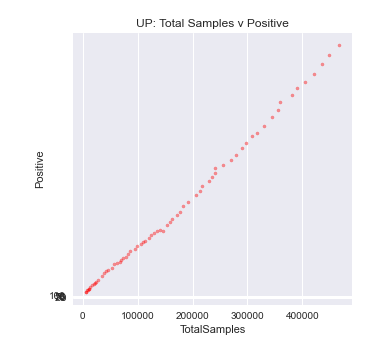 UP: Total Samples v Positive
Positive
0 100000 200000 300000 400000
TotalSamples